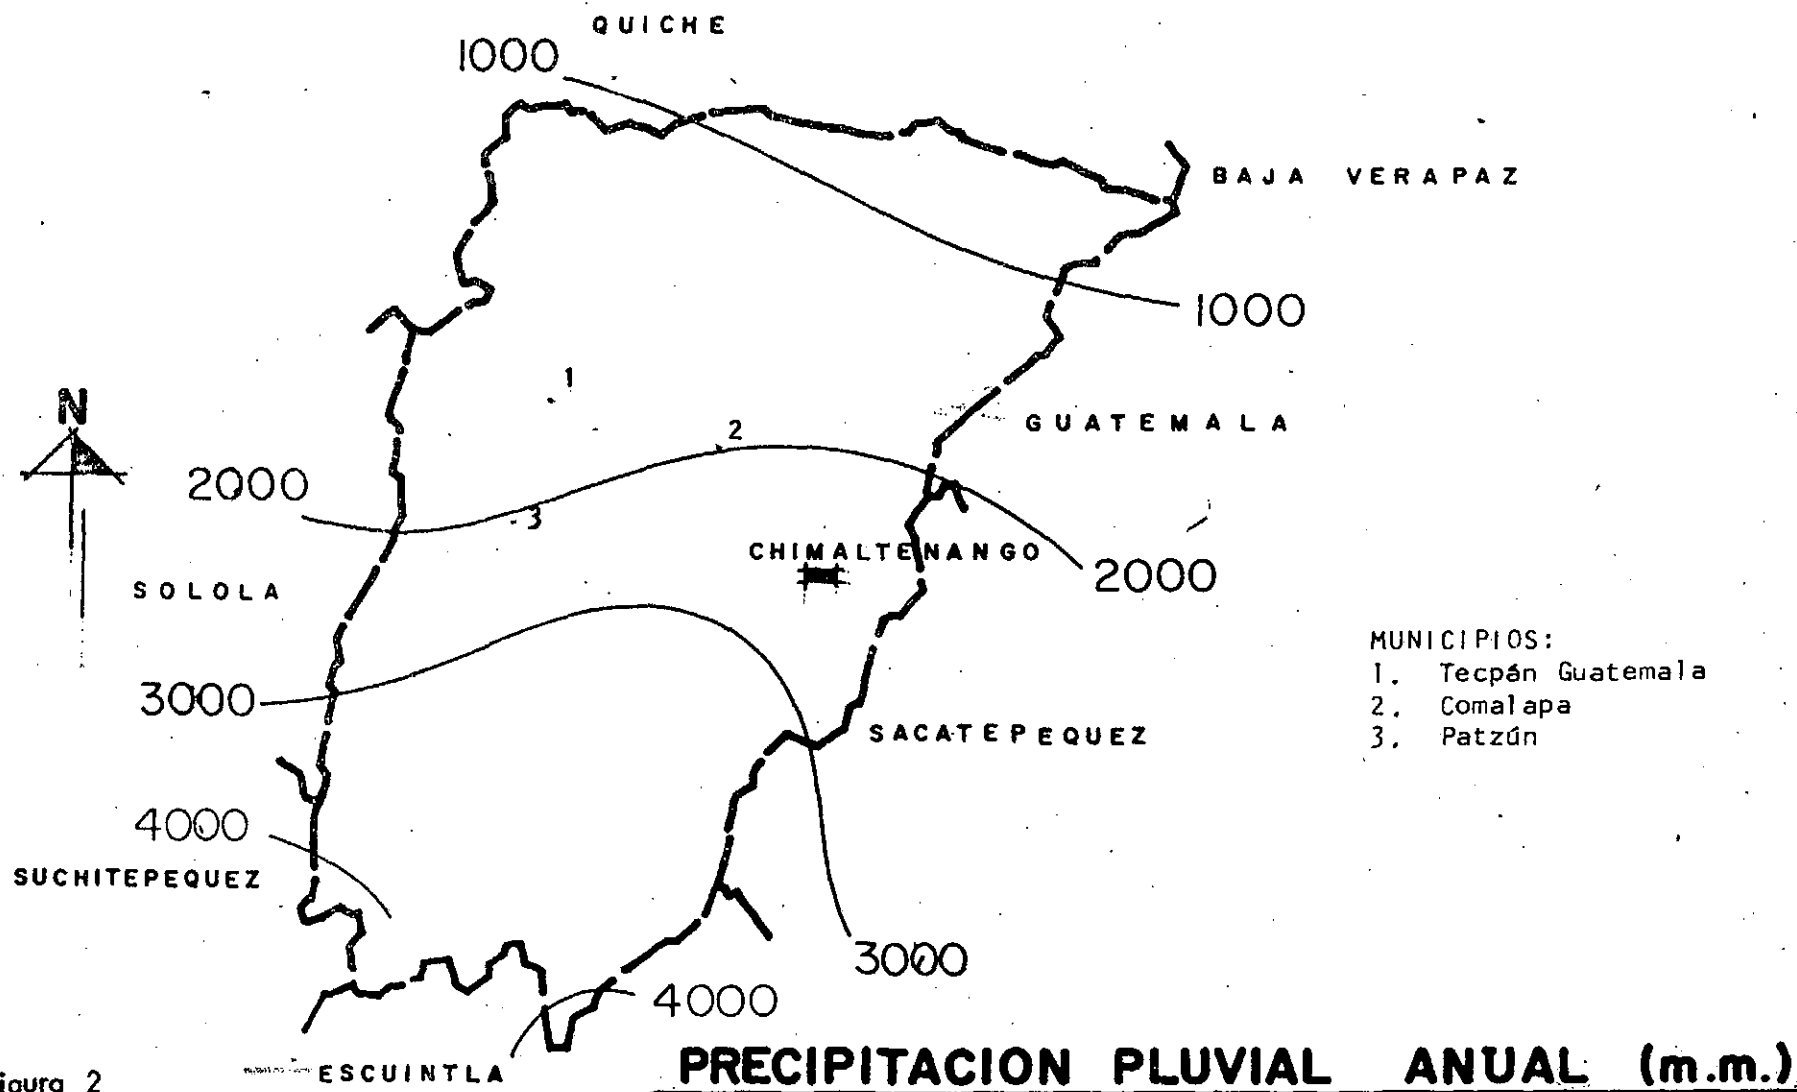 QUICHE
1000
BAJA VERAPAZ
1000
1
N
GUATEMALA
2
2000
3
CHIMALTENANGO
2000
SOLOLA
MUNICIPIOS:
1. Tecpán Guatemala
2. Comalapa
3. Patzún
3000
SACATEPEQUEZ
4000
SUCHITEPEQUEZ
3000
4000
PRECIPITACION PLUVIAL ANUAL (m.m.)
ESCUINTLA
igura 2